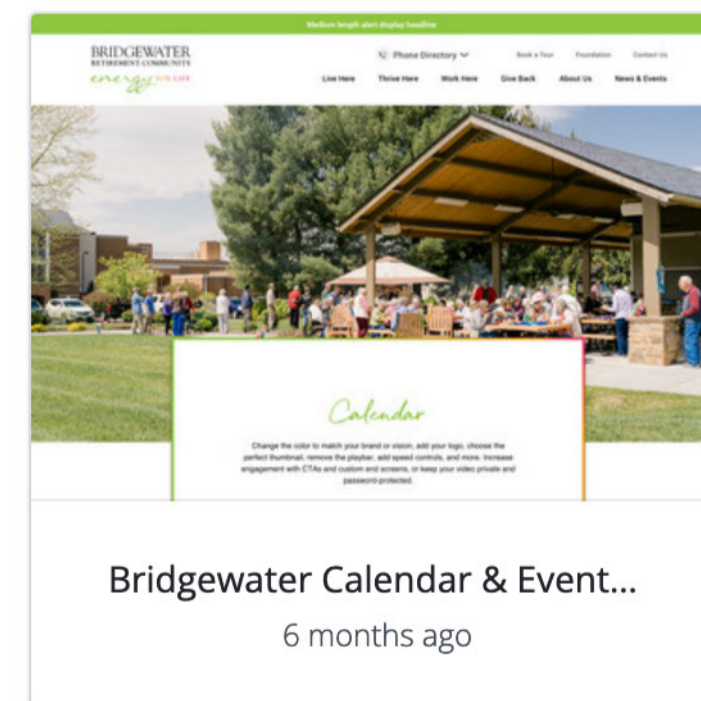 Medium length alert display headline
BRIDGEWATER
RETIREMENT COMMUNITY
energy FOR LIFE
Phone Directory
Book a Tour Foundation Contact Us
Live Here Thrive Here Work Here Give Back About Us News & Events
Calendar
Change the color to match your brand or vision, add your logo, choose the
perfect thumbnail, remove the playbar, add speed controls, and more. Increase
engagement with CTAs and custom end screens, or keep your video private and
password-protected.
Bridgewater Calendar & Event...
6 months ago